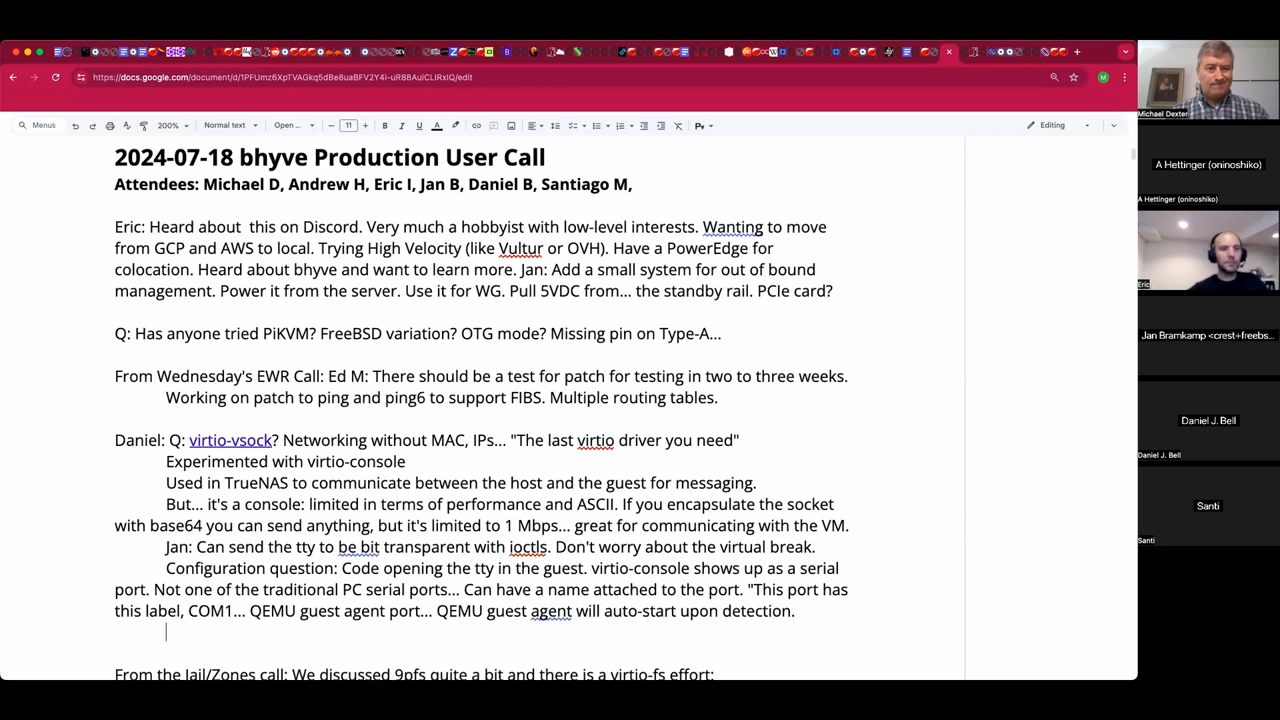 https://docs.google.com/document/d/1PFUmz6XpTVAGkq5dBe8uaBFV2Y4i-uR88AuiCLIRxIQ/edit
M
Menus
200%
Normal text
Open ...
11
Editing
2024-07-18 bhyve Production User Call
Attendees: Michael D, Andrew H, Eric I, Jan B, Daniel B, Santiago M,
Eric: Heard about  this on Discord. Very much a hobbyist with low-level interests. Wanting to move
from GCP and AWS to local. Trying High Velocity (like Vultur or OVH). Have a PowerEdge for
colocation. Heard about bhyve and want to learn more. Jan: Add a small system for out of bound
management. Power it from the server. Use it for WG. Pull 5VDC from... the standby rail. PCIe card?
Q: Has anyone tried PiKVM? FreeBSD variation? OTG mode? Missing pin on Type-A...
From Wednesday's EWR Call: Ed M: There should be a test for patch for testing in two to three weeks.
Working on patch to ping and ping6 to support FIBS. Multiple routing tables.
Daniel: Q: virtio-vsock? Networking without MAC, IPs... "The last virtio driver you need"
Experimented with virtio-console
Used in TrueNAS to communicate between the host and the guest for messaging.
But... it's a console: limited in terms of performance and ASCII. If you encapsulate the socket
with base64 you can send anything, but it's limited to 1 Mbps... great for communicating with the VM.
Jan: Can send the tty to be bit transparent with ioctls. Don't worry about the virtual break.
Configuration question: Code opening the tty in the guest. virtio-console shows up as a serial
port. Not one of the traditional PC serial ports... Can have a name attached to the port. "This port has
this label, COM1... QEMU guest agent port... QEMU guest agent will auto-start upon detection.
From the Jail/Zones call: We discussed 9pfs quite a bit and there is a virtio-fs effort:
Michael Dexter
A Hettinger (oninoshiko)
A Hettinger (oninoshiko)
Eric
Jan Bramkamp <crest+freebs...
Daniel J. Bell
Daniel J. Bell
Santi
Santi